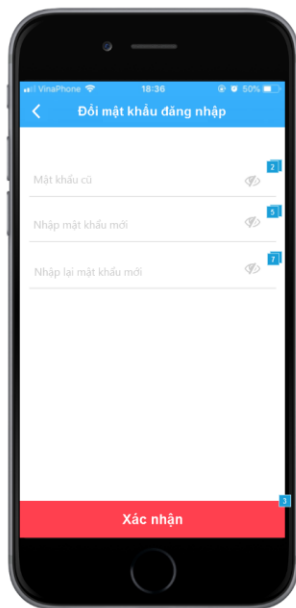 VinaPhone 18:36 50%
Đổi mật khẩu đăng nhập
2
Mật khẩu cũ
5
Nhập mật khẩu mới
7
Nhập lại mật khẩu mới
3
Xác nhận